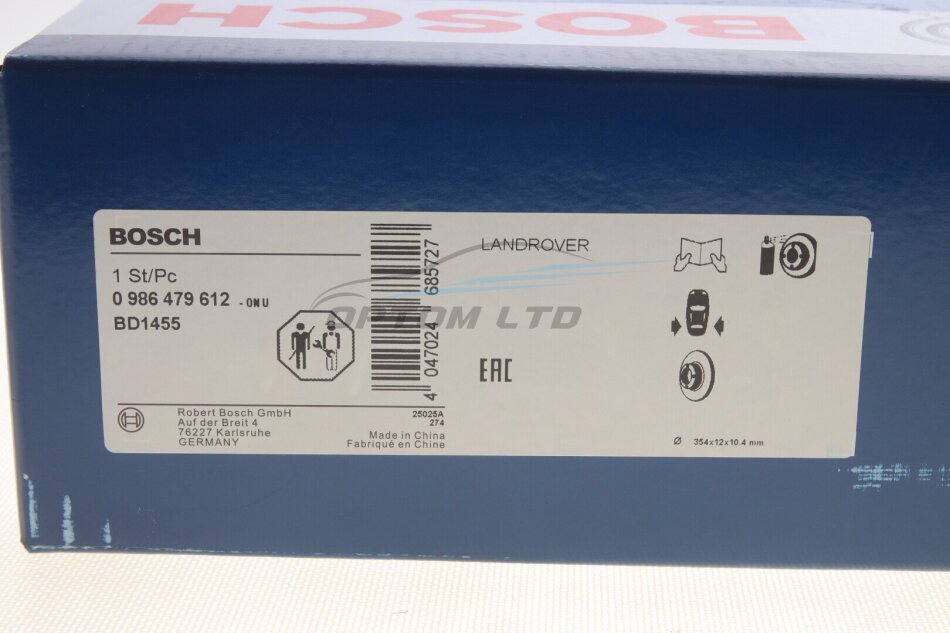 BOSCH
BOSCH
1 St/Pc
0 986 479 612 - ONU
BD1455
4 047024 685727
LANDROVER
OPTOM LTD
EAC
Robert Bosch GmbH
Auf der Breit 4
76227 Karlsruhe
GERMANY
25025A
274
Made in China
Fabriqué en Chine
Ø 354x12x10.4 mm